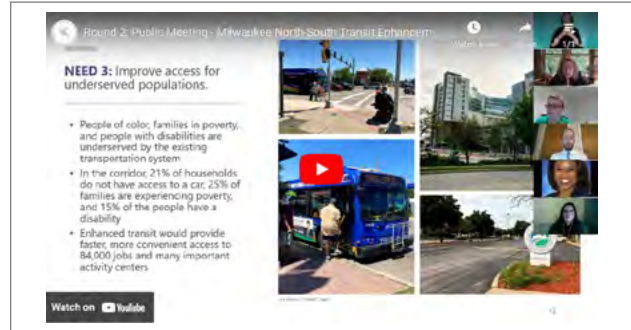 Round 2: Public Meeting - Milwaukee North-South Transit Enhancem
1/1
NEED 3: Improve access for
underserved populations.
• People of color, families in poverty,
and people with disabilities are
underserved by the existing
transportation system
• In the corridor, 21% of households
do not have access to a car, 25% of
families are experiencing poverty,
and 15% of the people have a
disability
• Enhanced transit would provide
faster, more convenient access to
84,000 jobs and many important
activity centers
Watch on YouTube